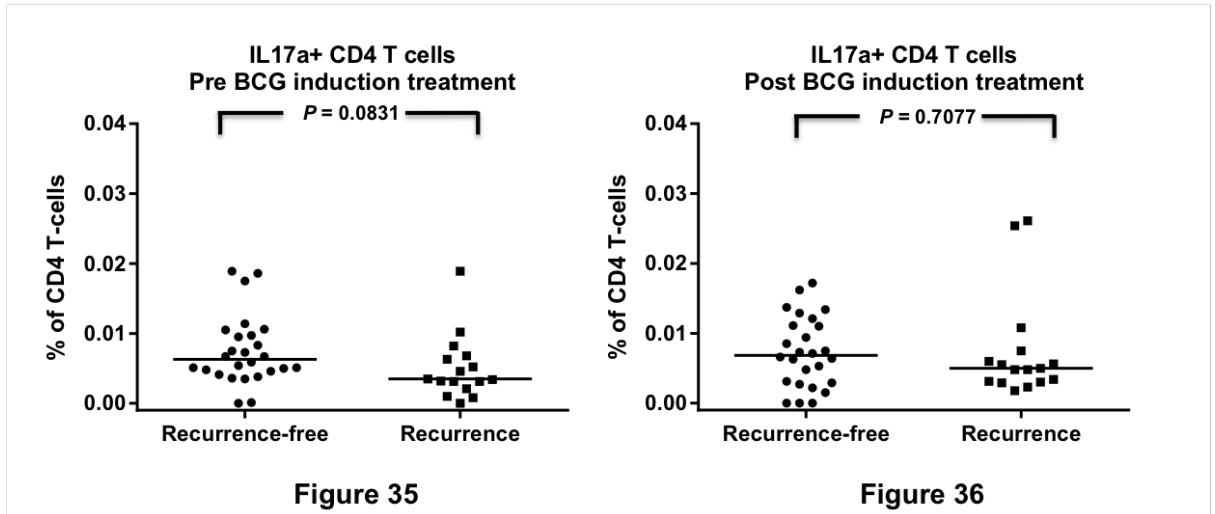 IL17a+ CD4 T cells
Pre BCG induction treatment
P = 0.0831
% of CD4 T-cells
0.04
0.03
0.02
0.01
0.00
Recurrence-free
Recurrence
Figure 35
IL17a+ CD4 T cells
Post BCG induction treatment
P = 0.7077
% of CD4 T-cells
0.04
0.03
0.02
0.01
0.00
Recurrence-free
Recurrence
Figure 36